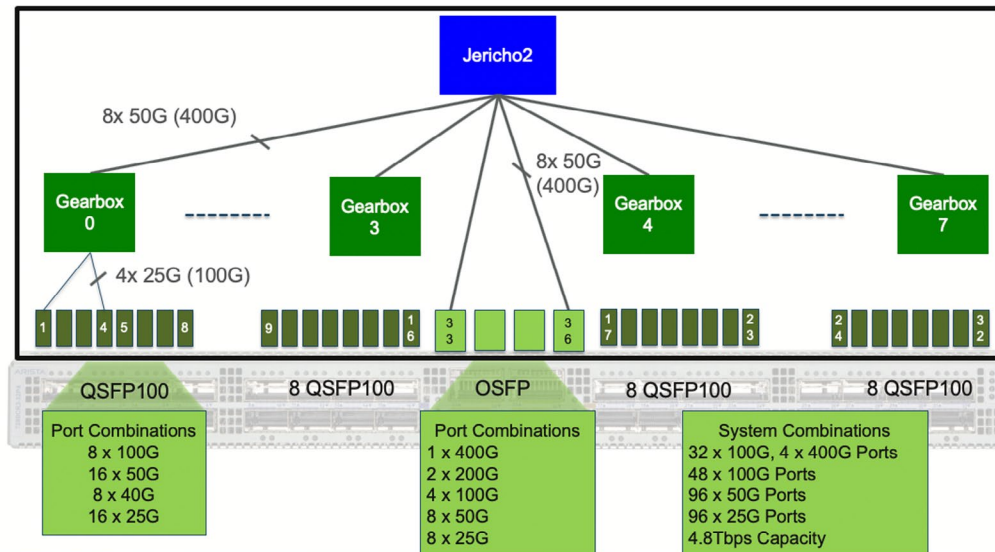 Jericho2
8x 50G (400G)
8x 50G
(400G)
Gearbox
0
Gearbox
3
Gearbox
4
Gearbox
7
4x 25G (100G)
1 4 5 8
9 16
33 36
17 23
24 32
ARISTA
QSFP100
8 QSFP100
OSFP
8 QSFP100
8 QSFP100
Port Combinations
8 x 100G
16 x 50G
8 x 40G
16 x 25G
Port Combinations
1 x 400G
2 x 200G
4 x 100G
8 x 50G
8 x 25G
System Combinations
32 x 100G, 4 x 400G Ports
48 x 100G Ports
96 x 50G Ports
96 x 25G Ports
4.8Tbps Capacity